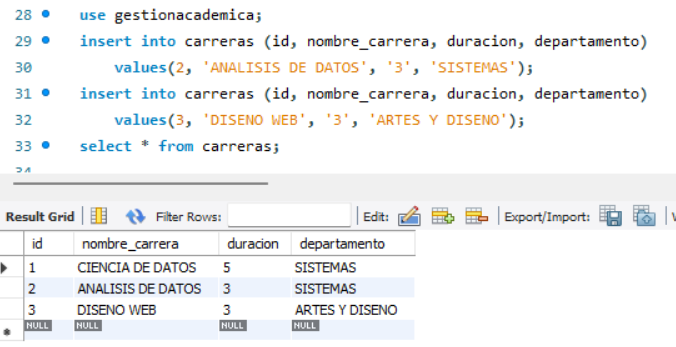 28 use gestionacademica;
29 insert into carreras (id, nombre_carrera, duracion, departamento)
30 values(2, 'ANALISIS DE DATOS', '3', 'SISTEMAS');
31 insert into carreras (id, nombre_carrera, duracion, departamento)
32 values(3, 'DISENO WEB', '3', 'ARTES Y DISENO');
33 select * from carreras;
34
Result Grid Filter Rows: Edit: Export/Import:
id nombre_carrera duracion departamento
1 CIENCIA DE DATOS 5 SISTEMAS
2 ANALISIS DE DATOS 3 SISTEMAS
3 DISENO WEB 3 ARTES Y DISENO
NULL NULL NULL NULL